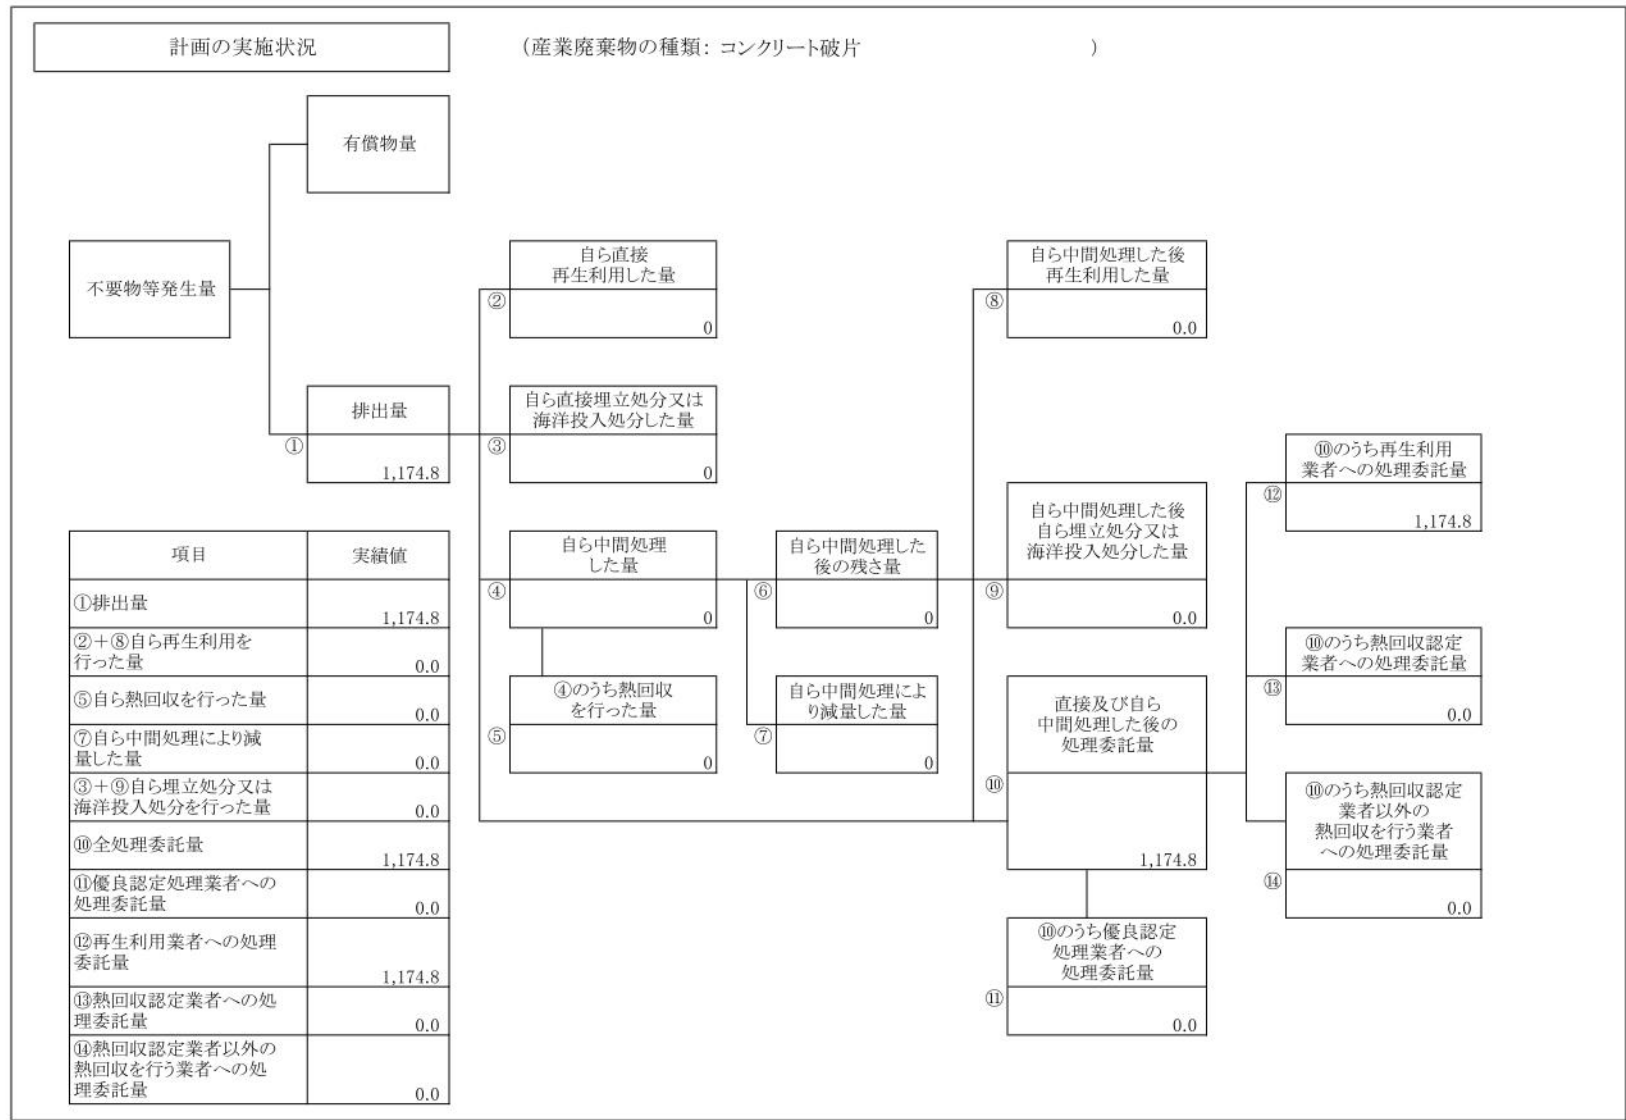 計画の実施状況
（産業廃棄物の種類：コンクリート破片　　　　　　　　　　）
有償物量
不要物等発生量
排出量
①
1,174.8
自ら直接
再生利用した量
②
0
自ら直接埋立処分又は
海洋投入処分した量
③
0
自ら中間処理
した量
④
0
④のうち熱回収
を行った量
⑤
0
自ら中間処理した
後の残さ量
⑥
0
自ら中間処理によ
り減量した量
⑦
0
自ら中間処理した後
再生利用した量
⑧
0.0
自ら中間処理した後
自ら埋立処分又は
海洋投入処分した量
⑨
0.0
直接及び自ら
中間処理した後の
処理委託量
⑩
1,174.8
⑩のうち優良認定
処理業者への
処理委託量
⑪
0.0
⑩のうち再生利用
業者への処理委託量
⑫
1,174.8
⑩のうち熱回収認定
業者への処理委託量
⑬
0.0
⑩のうち熱回収認定
業者以外の
熱回収を行う業者
への処理委託量
⑭
0.0
項目 実績値
①排出量
1,174.8
②＋⑧自ら再生利用を
行った量
0.0
⑤自ら熱回収を行った量
0.0
⑦自ら中間処理により減
量した量
0.0
③＋⑨自ら埋立処分又は
海洋投入処分を行った量
0.0
⑩全処理委託量
1,174.8
⑪優良認定処理業者への
処理委託量
0.0
⑫再生利用業者への処理
委託量
1,174.8
⑬熱回収認定業者への処
理委託量
0.0
⑭熱回収認定業者以外の
熱回収を行う業者への処
理委託量
0.0